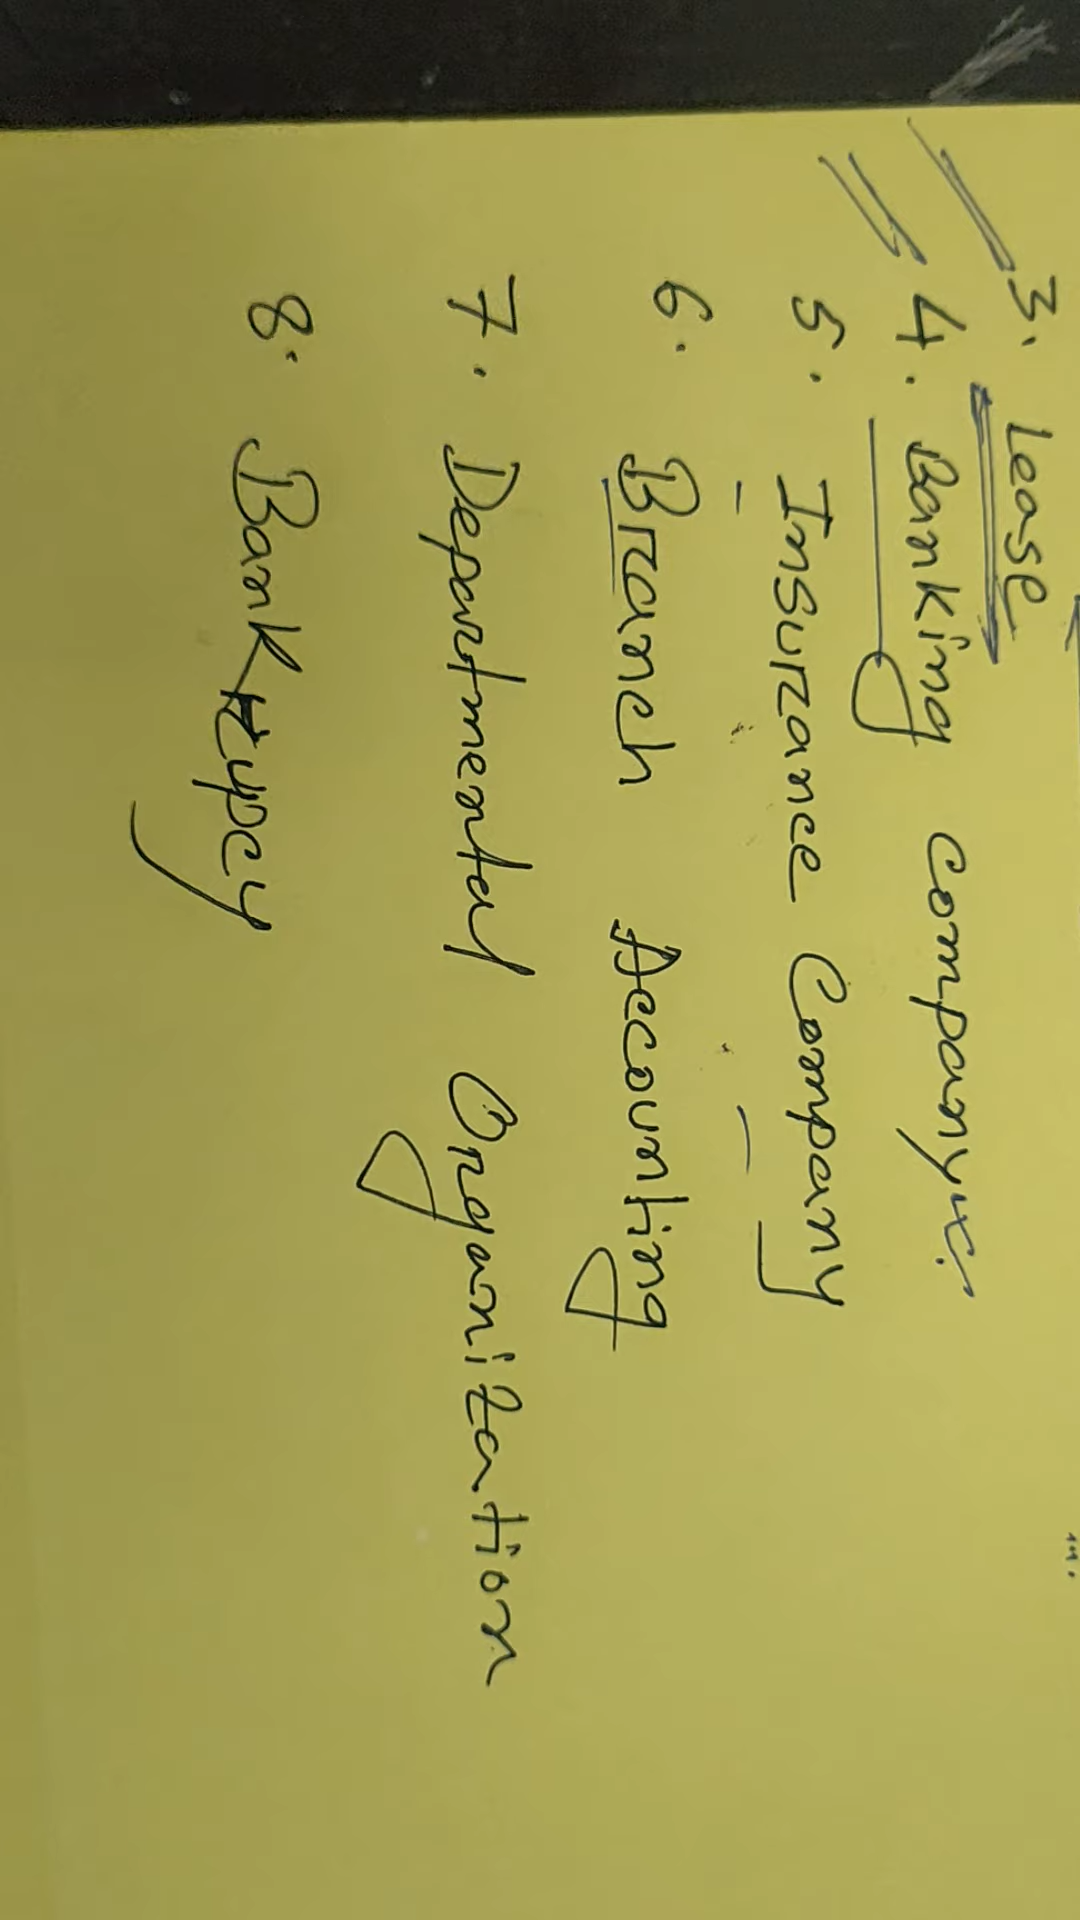 3. Lease
4. Banking company
5. Insurance Company
6. Branch Accounting
7. Departmental Organization
8. Bankrupcy